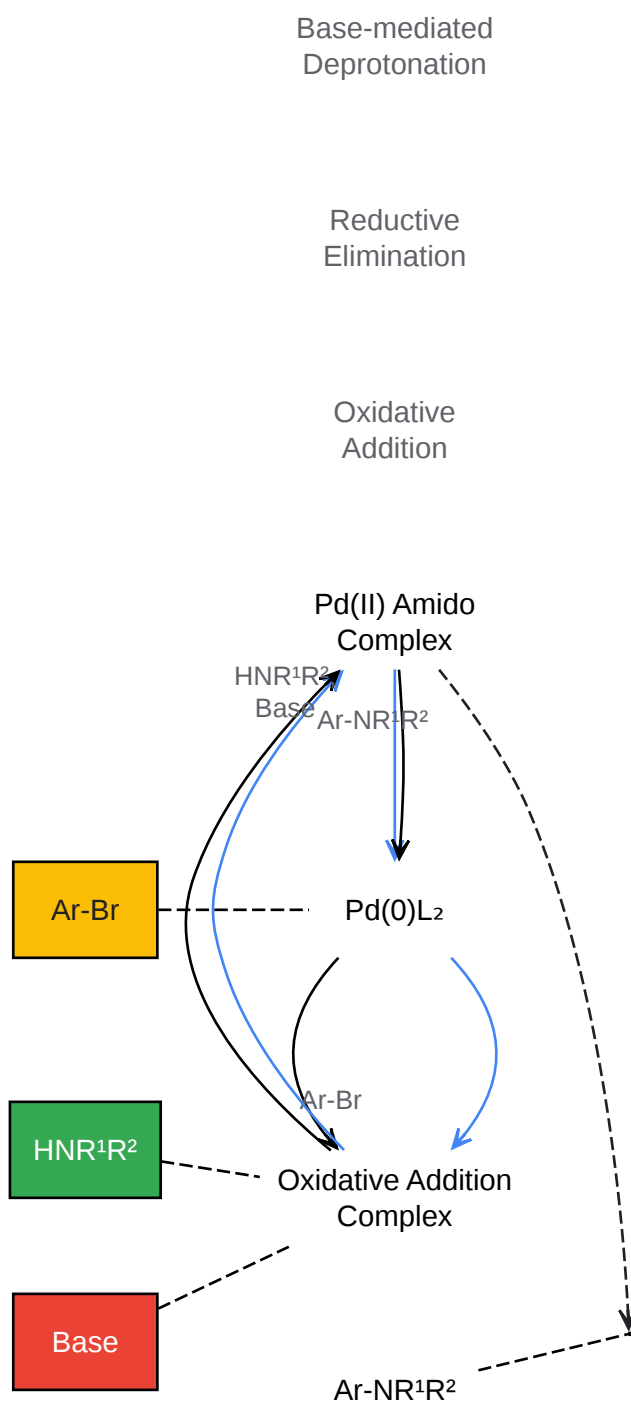 Base-mediated
Deprotonation
Reductive
Elimination
Oxidative
Addition
Pd(II) Amido
Complex
HNR¹R²
Base
Ar-NR¹R²
Ar-Br
Pd(0)L₂
Ar-Br
HNR¹R²
Oxidative Addition
Complex
Base
Ar-NR¹R²